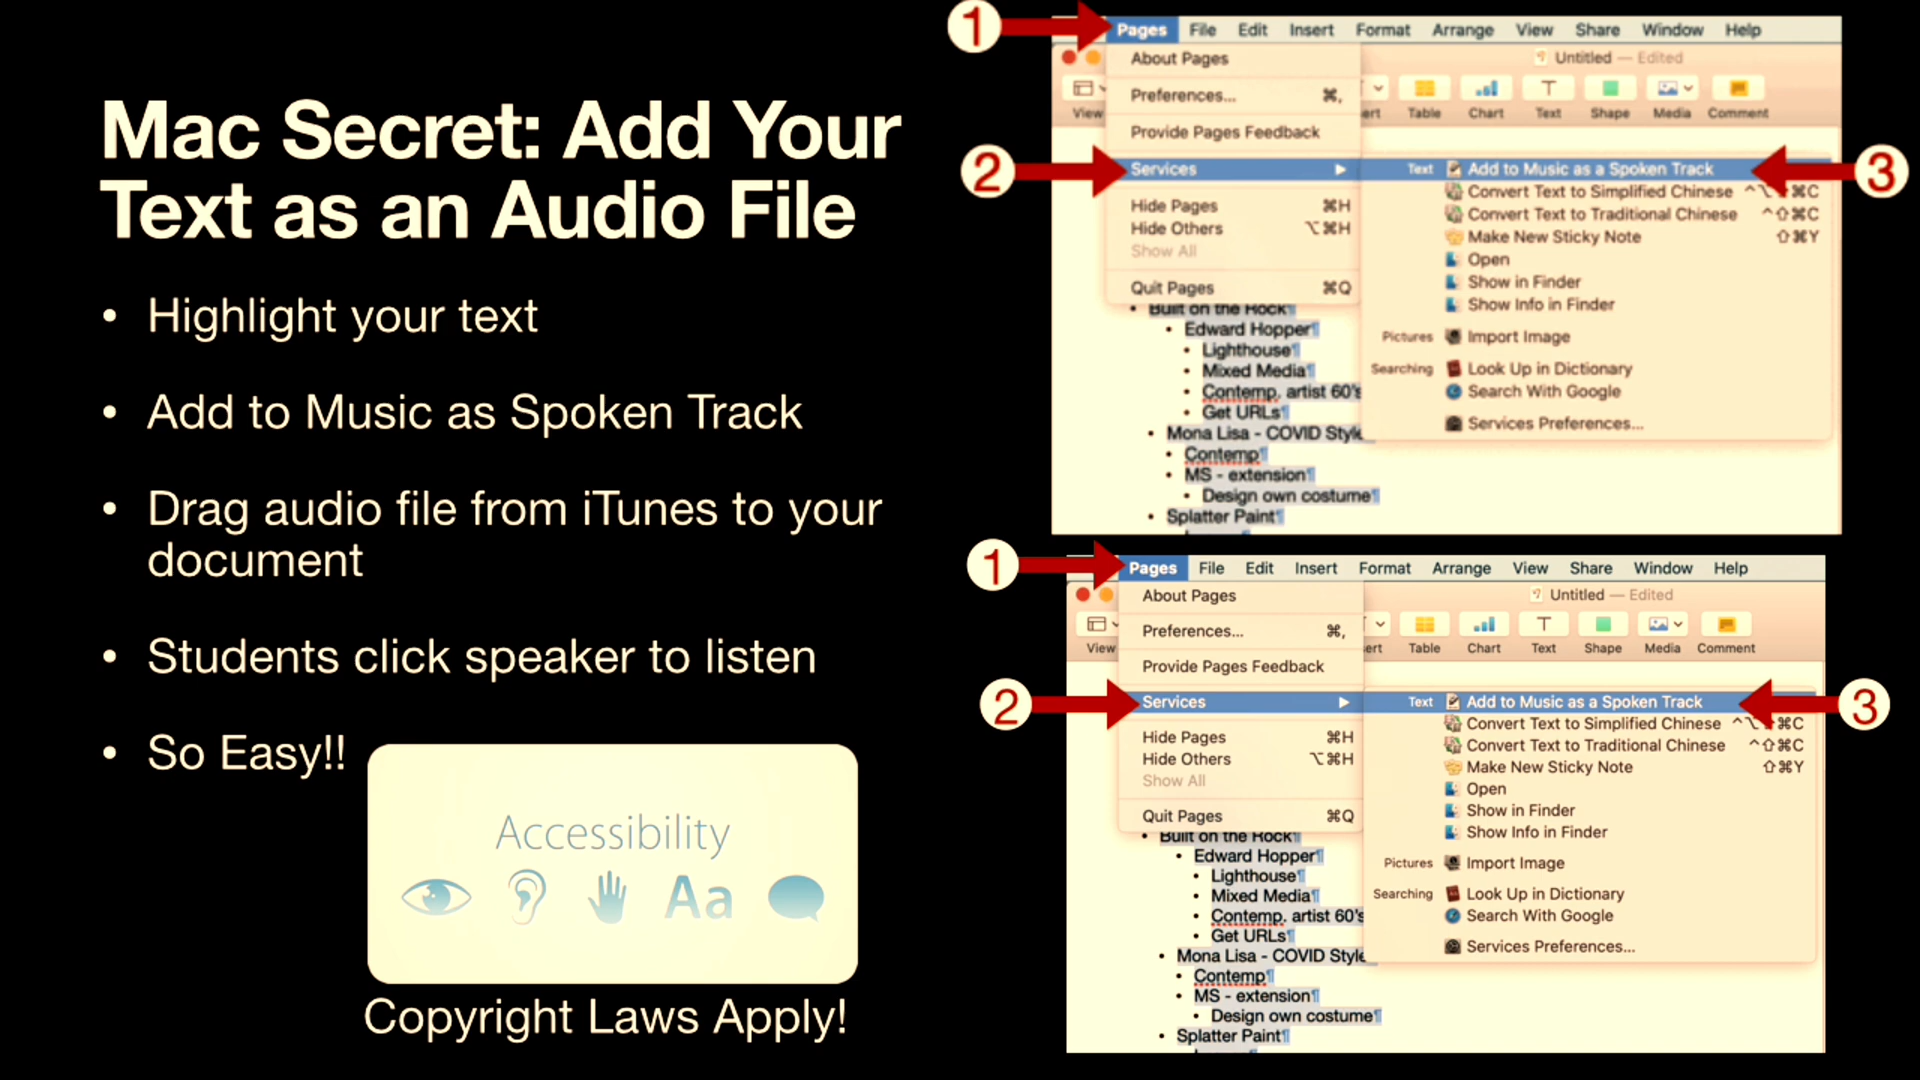 Mac Secret: Add Your
Text as an Audio File
• Highlight your text
• Add to Music as Spoken Track
• Drag audio file from iTunes to your
document
• Students click speaker to listen
• So Easy!!
Accessibility
Aa
Copyright Laws Apply!
1
Pages File Edit Insert Format Arrange View Share Window Help
About Pages
Untitled — Edited
Preferences... ⌘,
View ert Table Chart Text Shape Media Comment
Provide Pages Feedback
2
Services
Text Add to Music as a Spoken Track
3
Convert Text to Simplified Chinese ⌘C
Hide Pages ⌘H
Convert Text to Traditional Chinese ^⇧⌘C
Hide Others ⌥⌘H
Make New Sticky Note ⇧⌘Y
Show All
Open
Show in Finder
Quit Pages ⌘Q
Show Info in Finder
• Built on the Rock¶
• Edward Hopper¶
Pictures Import Image
• Lighthouse¶
• Mixed Media¶
Searching Look Up in Dictionary
• Contemp. artist 60's
Search With Google
• Get URLs¶
Services Preferences...
• Mona Lisa - COVID Style
• Contemp¶
• MS - extension¶
• Design own costume¶
• Splatter Paint¶
1
Pages File Edit Insert Format Arrange View Share Window Help
About Pages
Untitled — Edited
Preferences... ⌘,
View ert Table Chart Text Shape Media Comment
Provide Pages Feedback
2
Services
Text Add to Music as a Spoken Track
3
Convert Text to Simplified Chinese ⌘C
Hide Pages ⌘H
Convert Text to Traditional Chinese ^⇧⌘C
Hide Others ⌥⌘H
Make New Sticky Note ⇧⌘Y
Show All
Open
Show in Finder
Quit Pages ⌘Q
Show Info in Finder
• Built on the Rock¶
• Edward Hopper¶
Pictures Import Image
• Lighthouse¶
• Mixed Media¶
Searching Look Up in Dictionary
• Contemp. artist 60's
Search With Google
• Get URLs¶
Services Preferences...
• Mona Lisa - COVID Style
• Contemp¶
• MS - extension¶
• Design own costume¶
• Splatter Paint¶